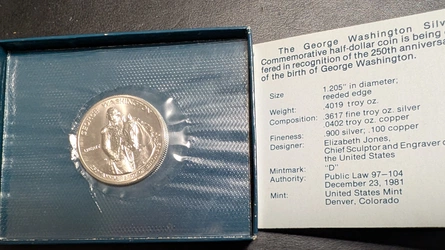 The George Washington Silv
Commemorative half-dollar coin is being
fered in recognition of the 250th anniversa
of the birth of George Washington.
Size 1.205" in diameter;
reeded edge
Weight: .4019 troy oz.
Composition: .3617 fine troy oz. silver
.0402 troy oz. copper
Fineness: .900 silver; .100 copper
Designer: Elizabeth Jones,
Chief Sculptor and Engraver o
the United States
Mintmark: "D"
Authority: Public Law 97-104
December 23, 1981
Mint: United States Mint
Denver, Colorado
GEORGE WASHINGTON
LIBERTY